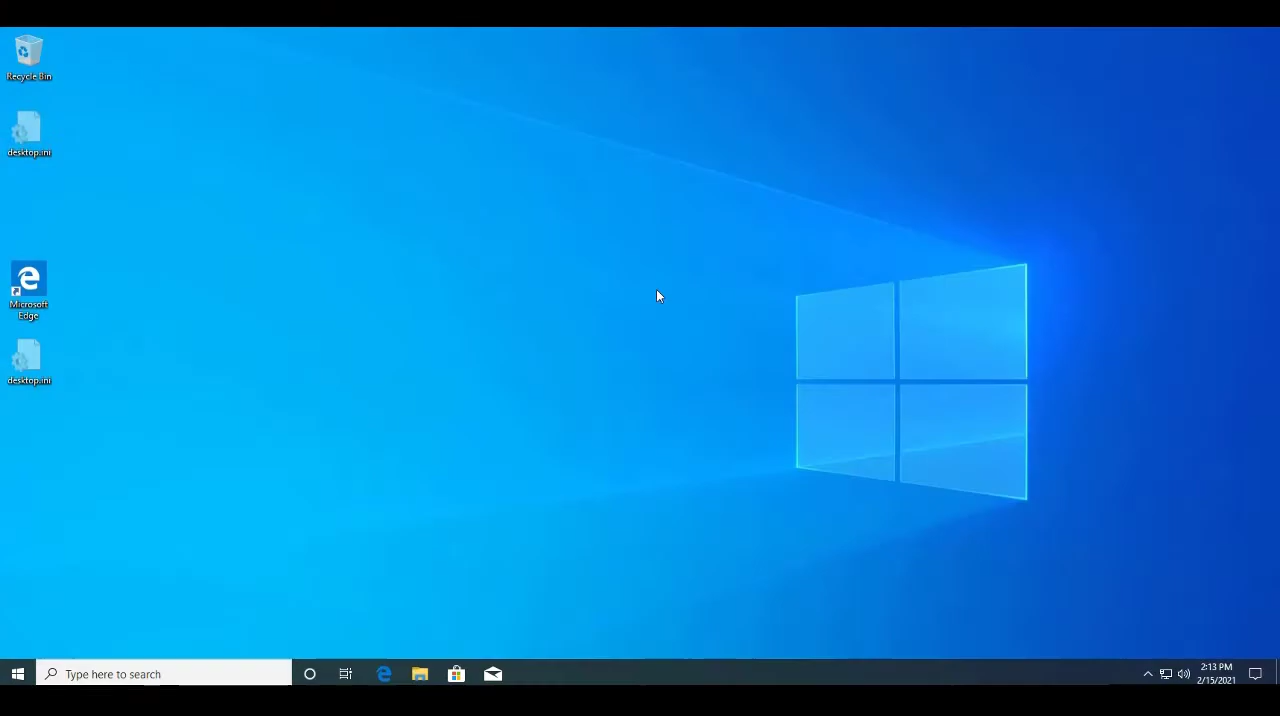 Recycle Bin
desktop.ini
Microsoft
Edge
desktop.ini
Type here to search
2:13 PM
2/15/2021